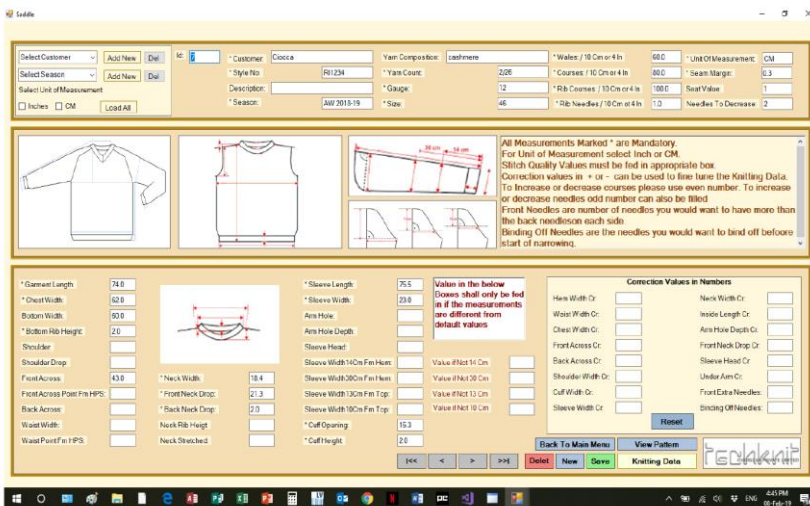 Saddle
Select Customer Add New Del
Select Season Add New Del
Select Unit of Measurement
Inches CM Load All
Id: 7
* Customer: Ciocca
* Style No: RI1234
Description:
* Season: AW 2018-19
Yarn Compostion: cashmere
* Yarn Count: 2/26
* Gauge: 12
* Size: 46
* Wales: / 10 Cm or 4 In 60.0
* Courses: / 10 Cm or 4 In 80.0
* Rib Courses: / 10 Cm or 4 In 100.0
* Rib Needles / 10 Cm ot 4 In 1.0
* Unit Of Measurement: CM
* Seam Margin: 0.3
Seat Value: 1
Needles To Decrease: 2
All Measurements Marked * are Mandatory.
For Unit of Measurement select Inch or CM.
Stitch Quality Values must be fed in appropriate box.
Correction values in + or - can be used to fine tune the Knitting Data.
To Increase or decrease courses please use even number. To increase
or decrease needles odd number can also be filled
Front Needles are number of needles you would want to have more than
the back needleson each side.
Binding Off Needles are the needles you would want to bind off befoore
start of narrowing.
* Garment Length: 74.0
* Chest Width: 62.0
Bottom Width: 60.0
* Bottom Rib Height: 2.0
Shoulder:
Shoulder Drop:
Front Across: 43.0
Front Across Point Fm HPS:
Back Across:
Waist Width:
Waist Point Fm HPS:
* Neck Width: 18.4
* Front Neck Drop: 21.3
* Back Neck Drop: 2.0
Neck Rib Heigt
Neck Stretched:
* Sleeve Length: 75.5
* Sleeve Width: 23.0
Arm Hole:
Arm Hole Depth
Sleeve Head:
Sleeve Width14Cm Fm Hem:
Sleeve Width30Cm Fm Hem:
Sleeve Width13Cm Fm Top:
Sleeve Width10Cm Fm Top:
* Cuff Opening: 15.3
* Cuff Height: 2.0
Value in the below
Boxes shall only be fed
in if the measurements
are different from
default values
Value if Not 14 Cm
Value if Not 30 Cm
Value if Not 13 Cm
Value if Not 10 Cm
Correction Values in Numbers
Hem Width Cr:
Waist Width Cr:
Chest Width Cr:
Front Across Cr:
Back Across Cr:
Shoulder Width Cr:
Cuff Width Cr:
Sleeve Width Cr:
Neck Width Cr:
Inside Length Cr:
Arm Hole Depth Cr:
Front Neck Drop Cr:
Sleeve Head Cr:
Under Arm Cr:
Front Extra Needles:
Binding Off Needles:
Reset
Back To Main Menu View Pattern
|<< < > >>| Delet New Save Knitting Data
techknit
ENG 4:45 PM
08-Feb-19